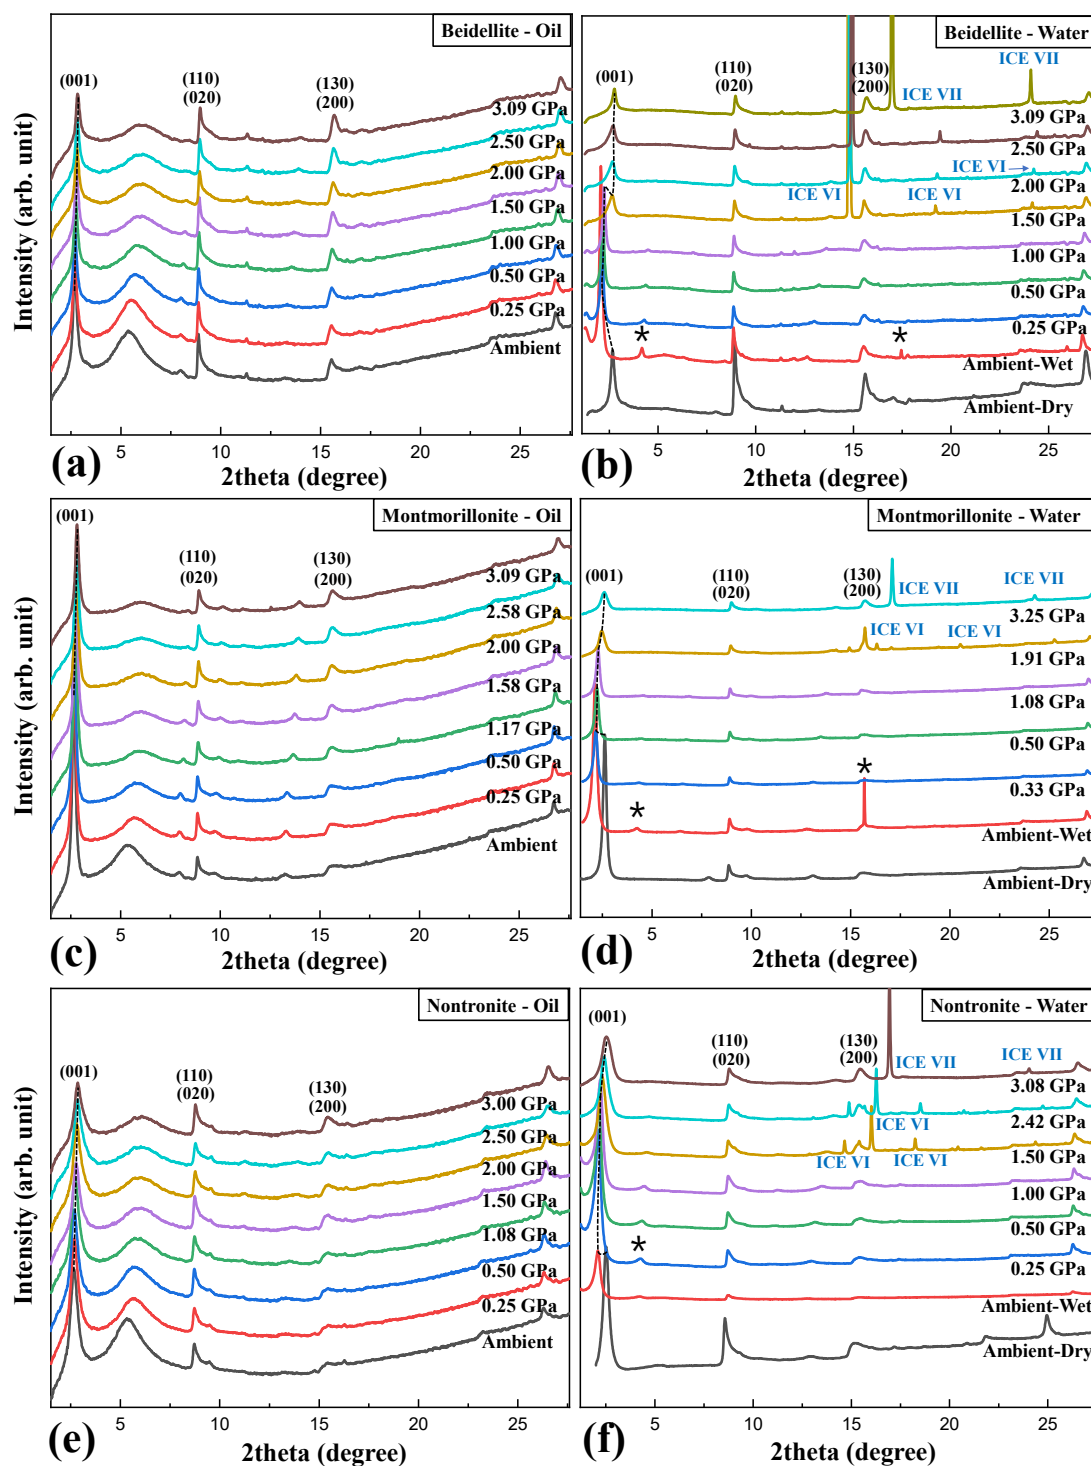 Beidellite - Oil
(001)
(110)
(020)
(130)
(200)
3.09 GPa
2.50 GPa
2.00 GPa
1.50 GPa
1.00 GPa
0.50 GPa
0.25 GPa
Ambient
Intensity (arb. unit)
5
10
15
20
25
(a)
2theta (degree)
Beidellite - Water
(001)
(110)
(020)
(130)
(200)
ICE VII
ICE VII
3.09 GPa
2.50 GPa
ICE VI
2.00 GPa
ICE VI
ICE VI
1.50 GPa
1.00 GPa
0.50 GPa
0.25 GPa
*
*
Ambient-Wet
Ambient-Dry
5
10
15
20
25
(b)
2theta (degree)
Montmorillonite - Oil
(001)
(110)
(020)
(130)
(200)
3.09 GPa
2.58 GPa
2.00 GPa
1.58 GPa
1.17 GPa
0.50 GPa
0.25 GPa
Ambient
Intensity (arb. unit)
5
10
15
20
25
(c)
2theta (degree)
Montmorillonite - Water
(001)
(110)
(020)
(130)
(200)
ICE VII
ICE VII
3.25 GPa
ICE VI
ICE VI
1.91 GPa
1.08 GPa
0.50 GPa
*
0.33 GPa
*
Ambient-Wet
Ambient-Dry
5
10
15
20
25
(d)
2theta (degree)
Nontronite - Oil
(001)
(110)
(020)
(130)
(200)
3.00 GPa
2.50 GPa
2.00 GPa
1.50 GPa
1.08 GPa
0.50 GPa
0.25 GPa
Ambient
Intensity (arb. unit)
5
10
15
20
25
(e)
2theta (degree)
Nontronite - Water
(001)
(110)
(020)
(130)
(200)
ICE VII
ICE VII
3.08 GPa
2.42 GPa
ICE VI
1.50 GPa
ICE VI
ICE VI
1.00 GPa
0.50 GPa
*
0.25 GPa
Ambient-Wet
Ambient-Dry
5
10
15
20
25
(f)
2theta (degree)